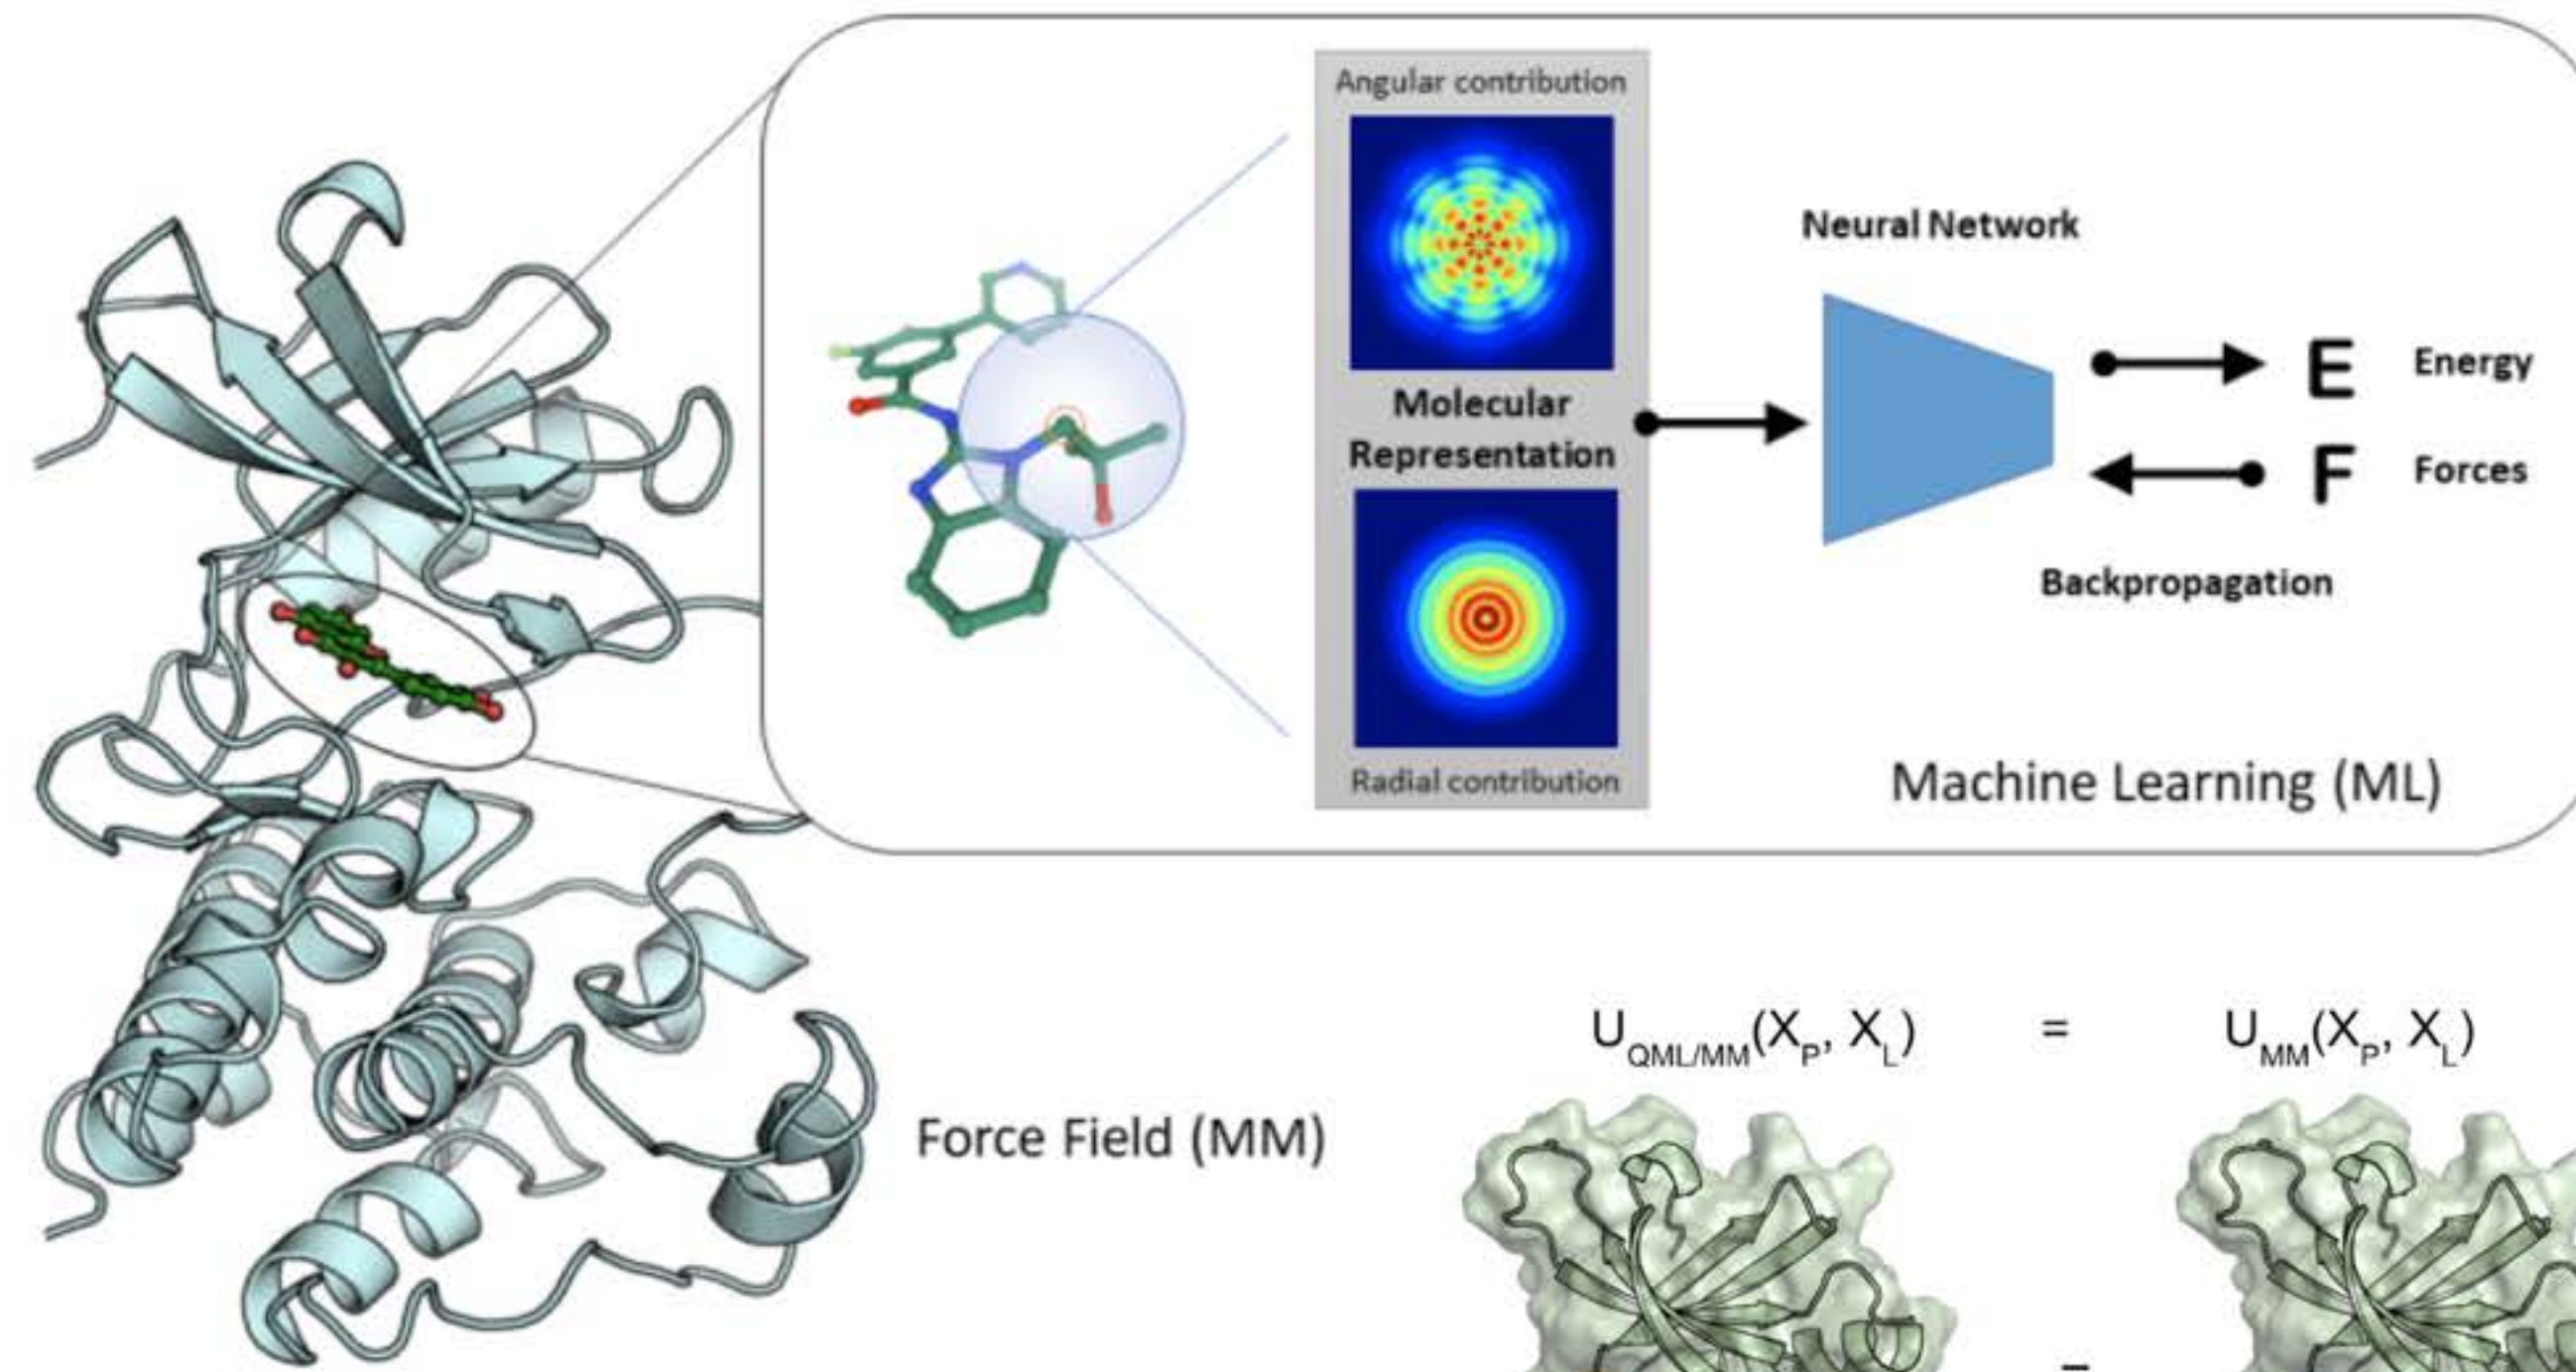 Angular contribution
Molecular
Representation
Radial contribution
Neural Network
E Energy
F Forces
Backpropagation
Machine Learning (ML)
Force Field (MM)
U_QML/MM(X_P, X_L) = U_MM(X_P, X_L)
=